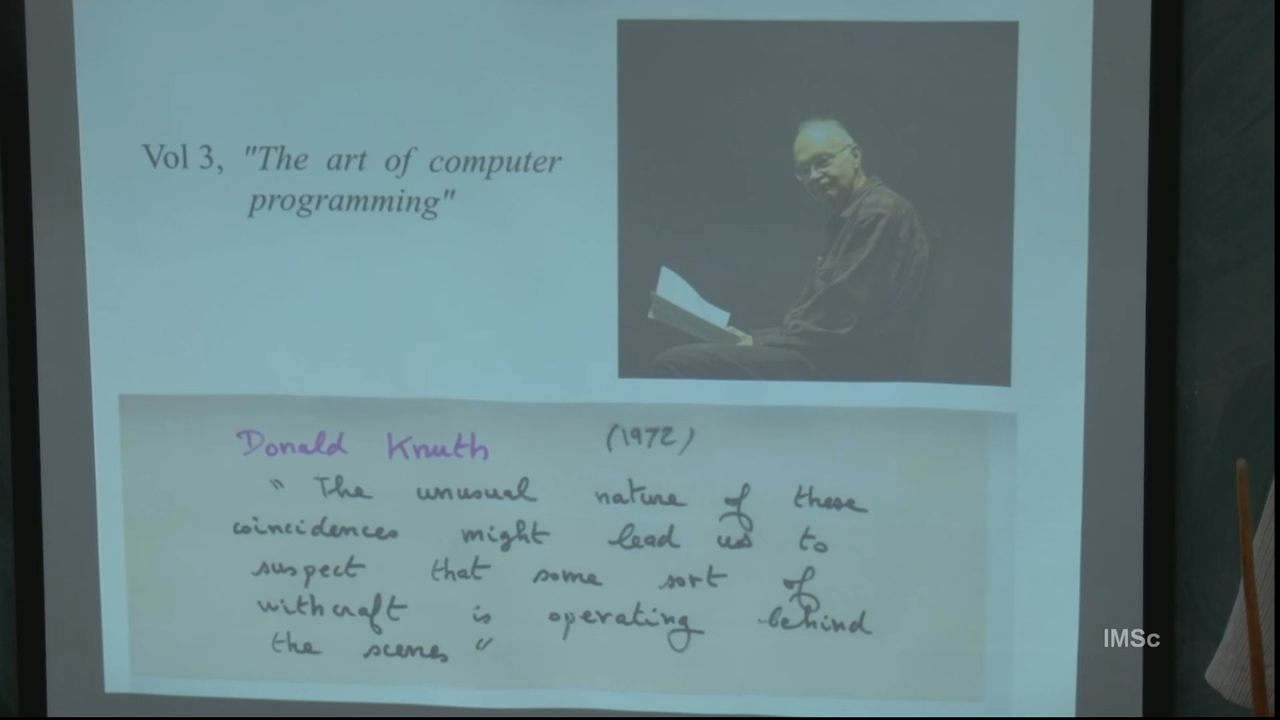 Vol 3, "The art of computer
programming"
Donald Knuth (1972)
" The unusual nature of these
coincidences might lead us to
suspect that some sort of
withcraft is operating behind
the scenes "
IMSc